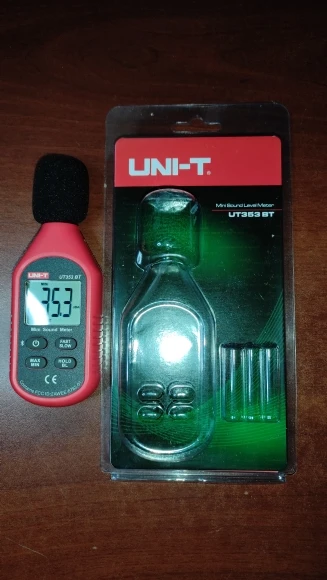 UNI-T®
Mini Sound Level Meter
UT353 BT
UNI-T UT353 BT
35.3
Mini Sound Meter
FAST
SLOW
MAX
MIN
HOLD
BL
CE